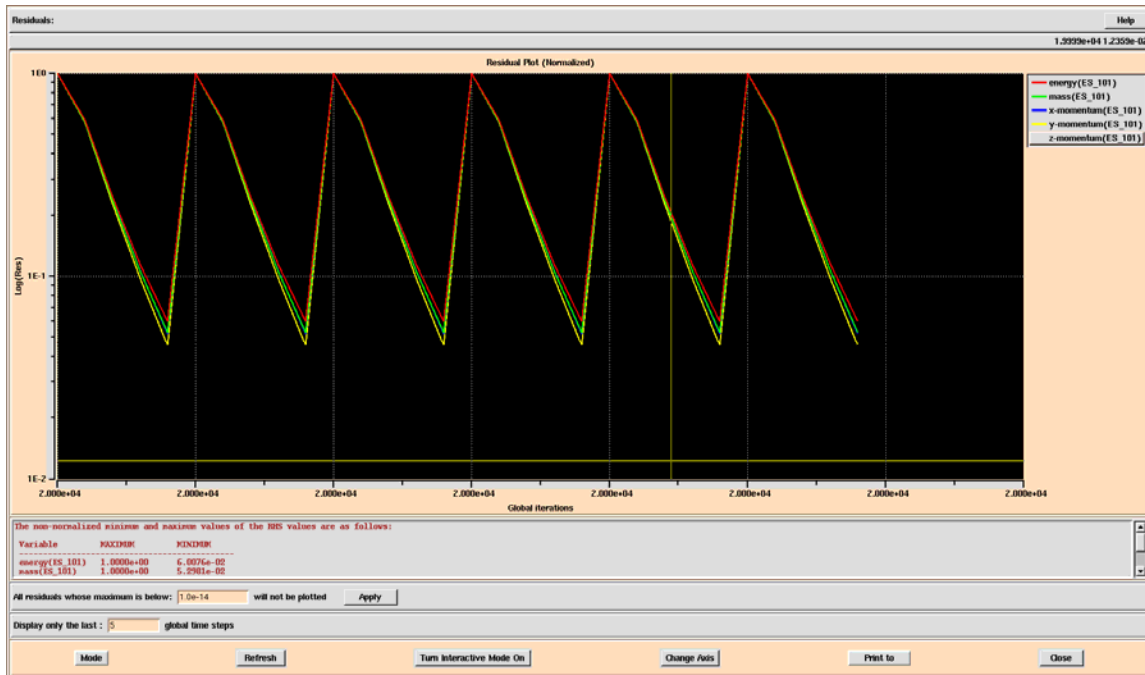 Residuals:
Help
1.9999e+04 1.2359e-02
Residual Plot (Normalized)
1E0
energy(ES_101)
mass(ES_101)
x-momentum(ES_101)
y-momentum(ES_101)
z-momentum(ES_101)
Log(Res)
1E-1
1E-2
2.000e+04 2.000e+04 2.000e+04 2.000e+04 2.000e+04 2.000e+04 2.000e+04 2.000e+04
Global iterations
The non-normalized minimum and maximum values of the RHS values are as follows:
Variable MAXIMUM MINIMUM
energy(ES_101) 1.0000e+00 6.0076e-02
mass(ES_101) 1.0000e+00 5.2981e-02
All residuals whose maximum is below: 1.0e-14 will not be plotted Apply
Display only the last : 5 global time steps
Mode Refresh Turn Interactive Mode On Change Axis Print to Close